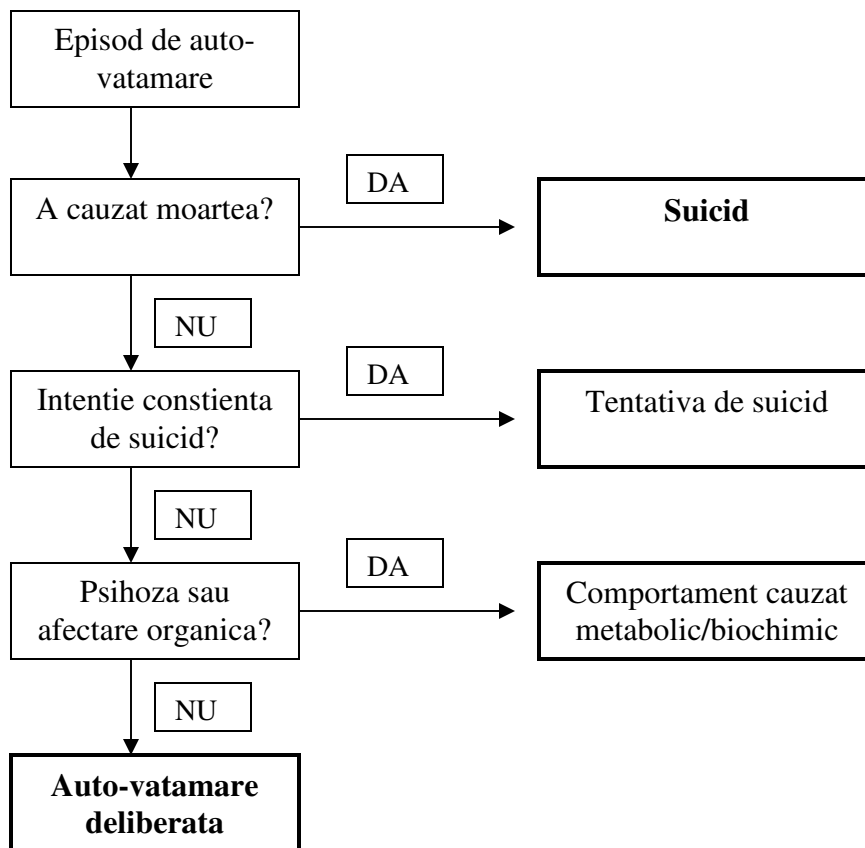 Episod de auto-
vatamare
DA
A cauzat moartea?
Suicid
NU
DA
Intentie constienta
de suicid?
Tentativa de suicid
NU
DA
Psihoza sau
afectare organica?
Comportament cauzat
metabolic/biochimic
NU
Auto-vatamare
deliberata